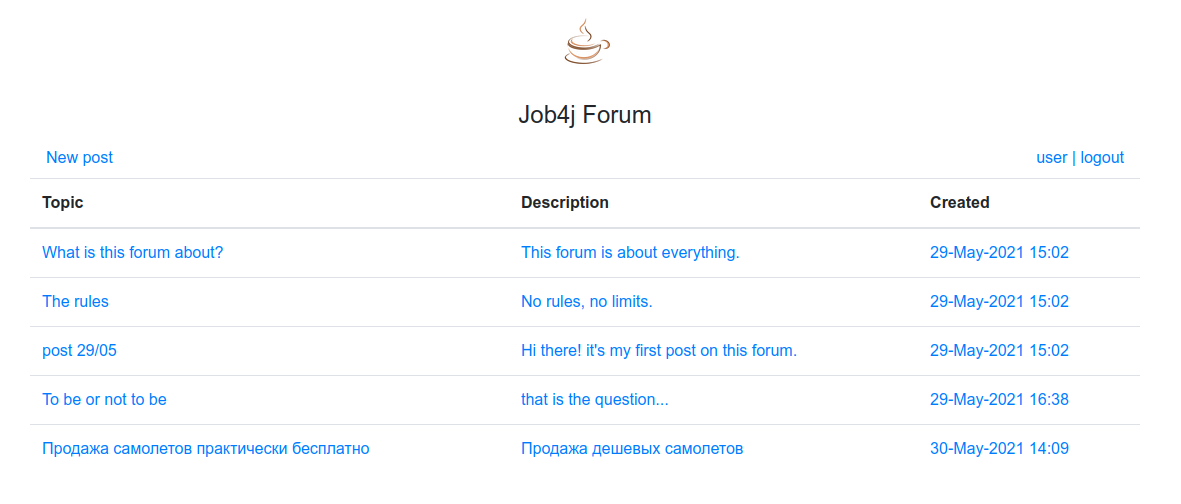 Job4j Forum
New post user | logout
Topic Description Created
What is this forum about? This forum is about everything. 29-May-2021 15:02
The rules No rules, no limits. 29-May-2021 15:02
post 29/05 Hi there! it's my first post on this forum. 29-May-2021 15:02
To be or not to be that is the question... 29-May-2021 16:38
Продажа самолетов практически бесплатно Продажа дешевых самолетов 30-May-2021 14:09